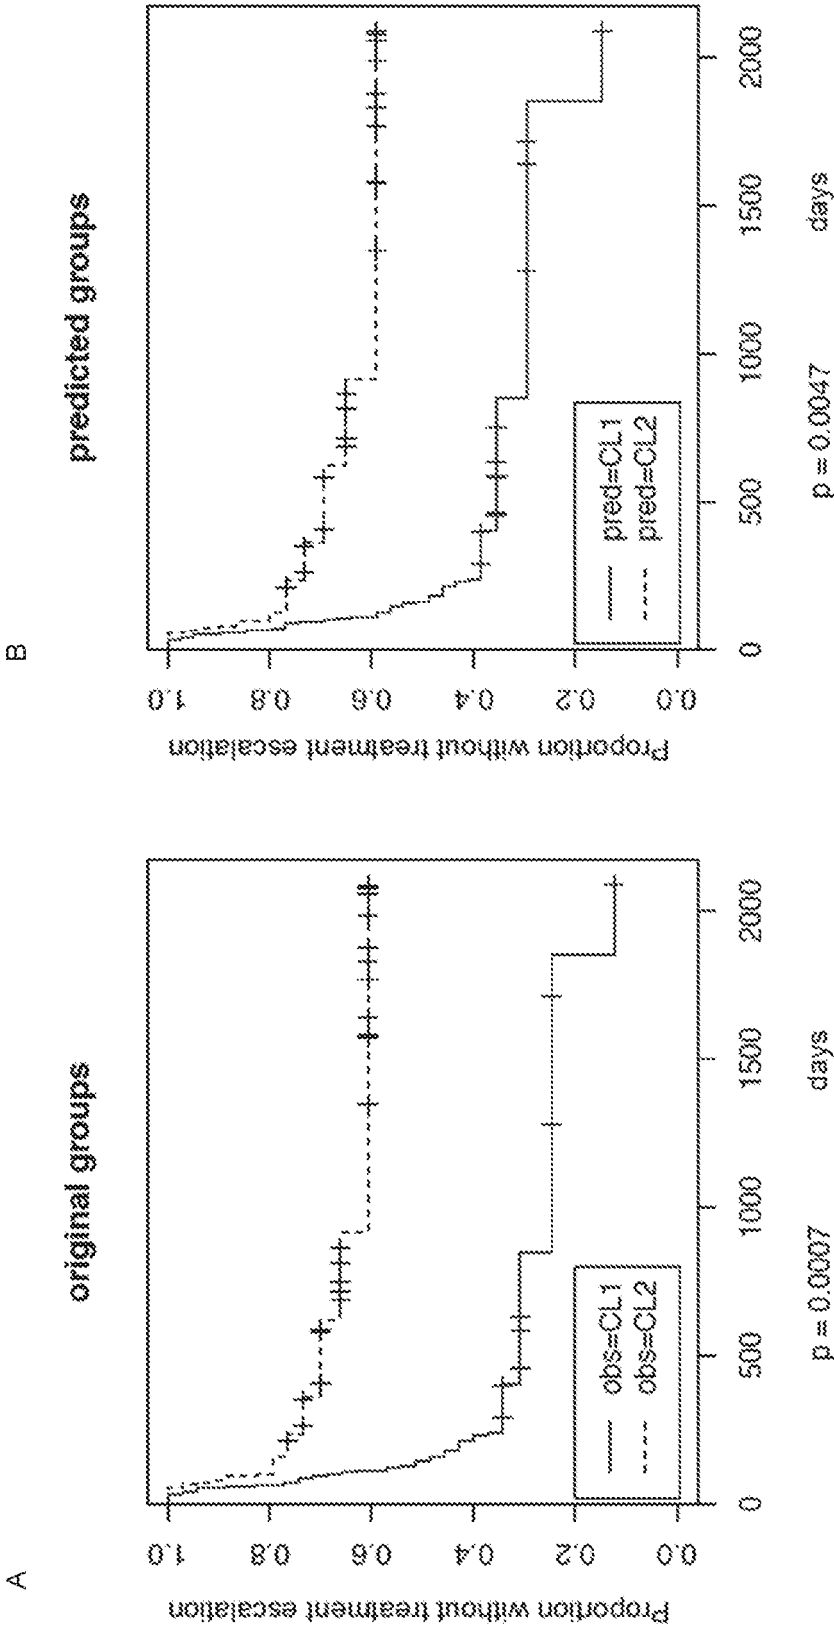 A
original groups
Proportion without treatment escalation
1.0
0.8
0.6
0.4
0.2
0.0
obs=CL1
obs=CL2
0 500 1000 1500 2000
p = 0.0007 days
B
predicted groups
Proportion without treatment escalation
1.0
0.8
0.6
0.4
0.2
0.0
pred=CL1
pred=CL2
0 500 1000 1500 2000
p = 0.0047 days